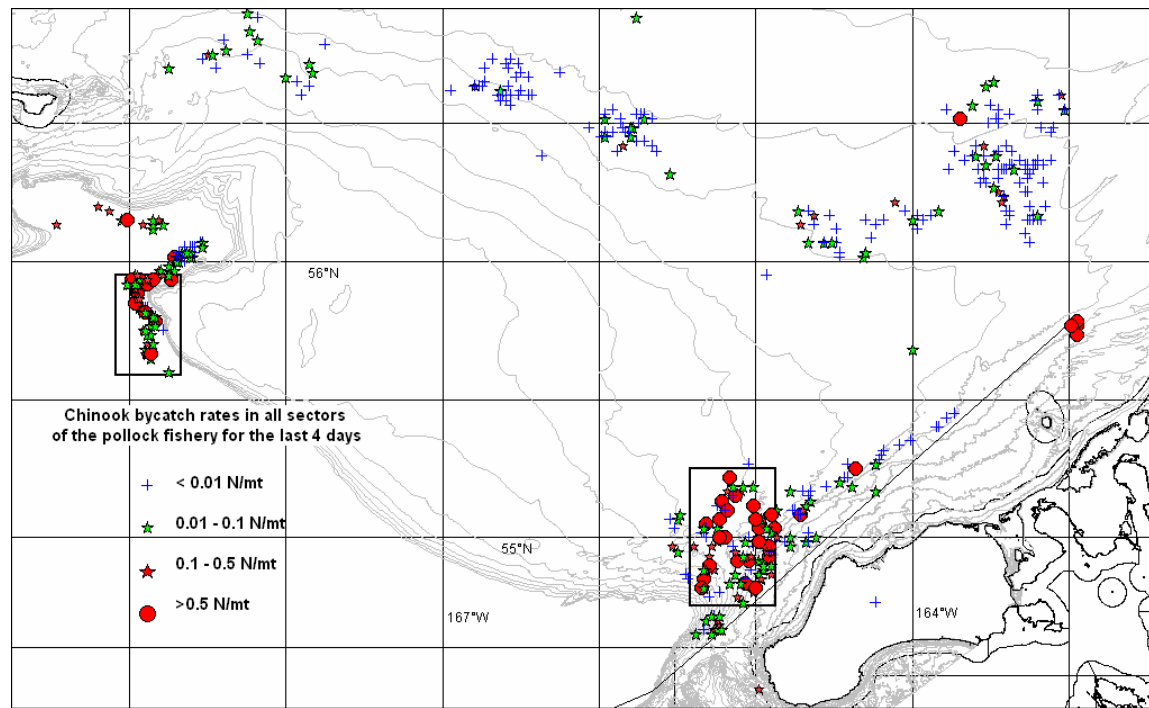 56°N
Chinook bycatch rates in all sectors
of the pollock fishery for the last 4 days
< 0.01 N/mt
0.01 - 0.1 N/mt
0.1 - 0.5 N/mt
>0.5 N/mt
55°N
167°W
164°W